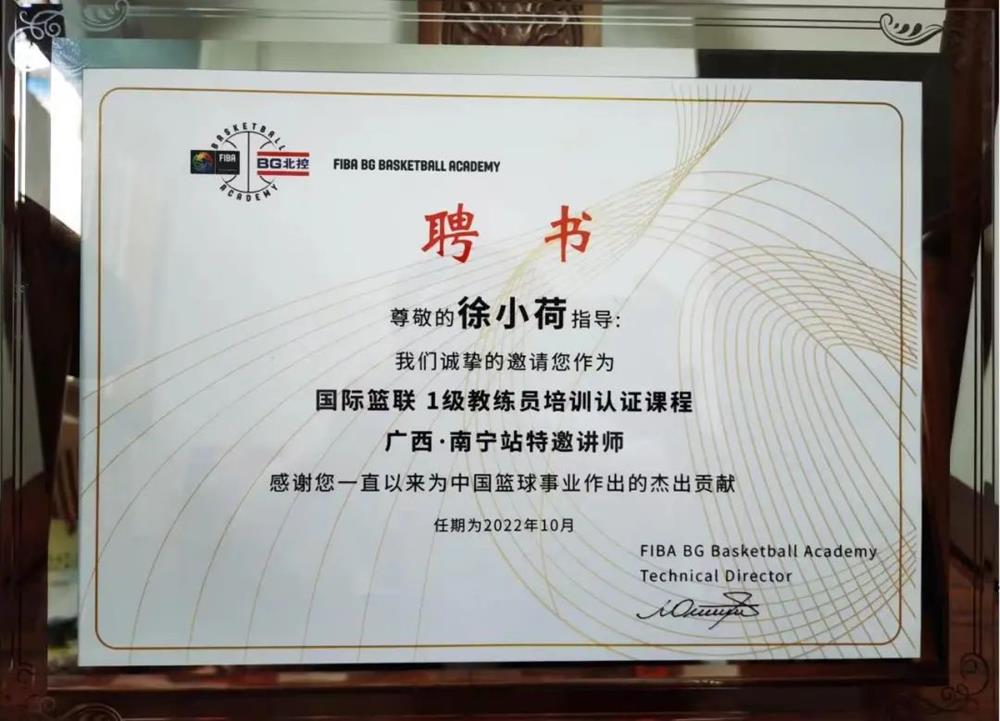 BASKETBALL
FIBA
BG北控
ACADEMY
FIBA BG BASKETBALL ACADEMY
聘 书
尊敬的徐小荷指导:
我们诚挚的邀请您作为
国际篮联 1级教练员培训认证课程
广西·南宁站特邀讲师
感谢您一直以来为中国篮球事业作出的杰出贡献
任期为2022年10月
FIBA BG Basketball Academy
Technical Director